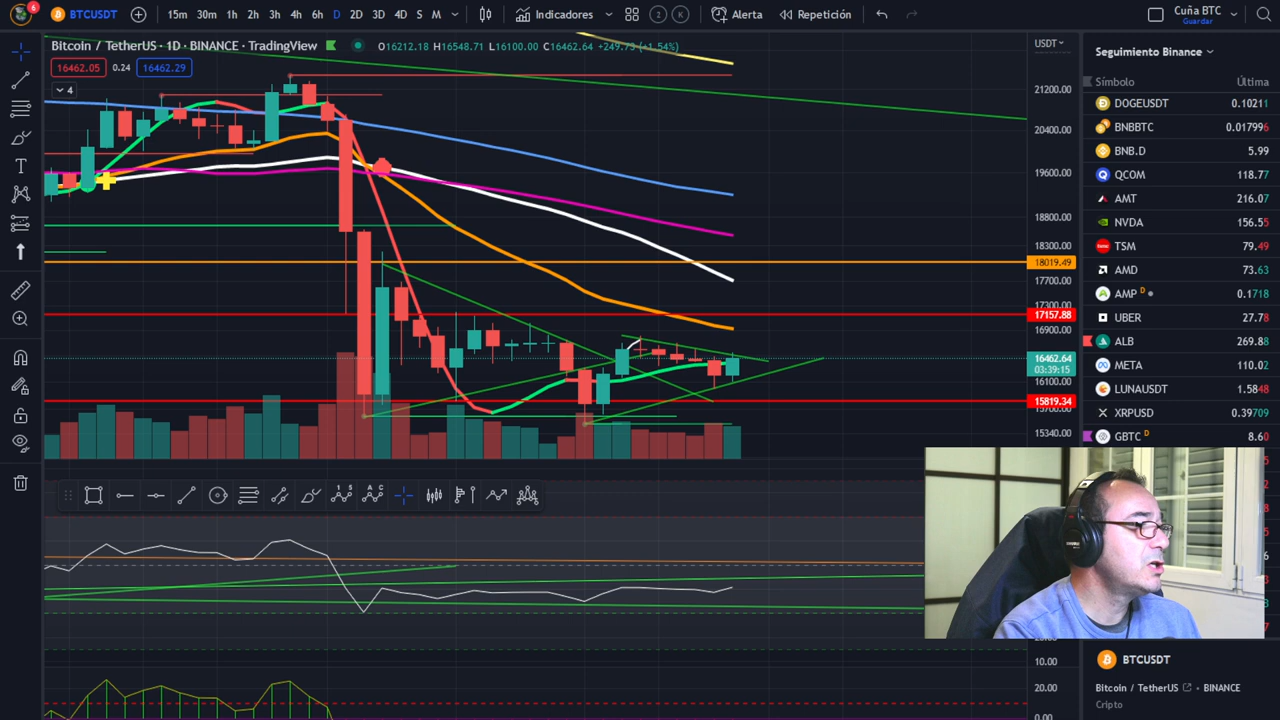 6
BTCUSDT
15m 30m 1h 2h 3h 4h 6h D 2D 3D 4D S M
Indicadores
2 K
Alerta
Repetición
Cuña BTC
Guardar
Bitcoin / TetherUS · 1D · BINANCE · TradingView
O16212.18 H16548.71 L16100.00 C16462.64 +249.73 (+1.54%)
16462.05 0.24 16462.29
4
USDT
21200.00
20400.00
19600.00
18800.00
18300.00
18019.49
17700.00
17300.00
17157.88
16900.00
16462.64
03:39:15
16100.00
15819.34
15700.00
15340.00
10.00
20.00
0.00
Seguimiento Binance
Símbolo Última
DOGEUSDT 0.10211
BNBBTC 0.017996
BNB.D 5.99
QCOM 118.77
AMT 216.07
NVDA 156.55
TSM 79.49
AMD 73.63
AMP D 0.1718
UBER 27.78
ALB 269.88
META 110.02
LUNAUSDT 1.5848
XRPUSDT 0.39709
GBTC D 8.60
BTCUSDT
Bitcoin / TetherUS • BINANCE
Cripto